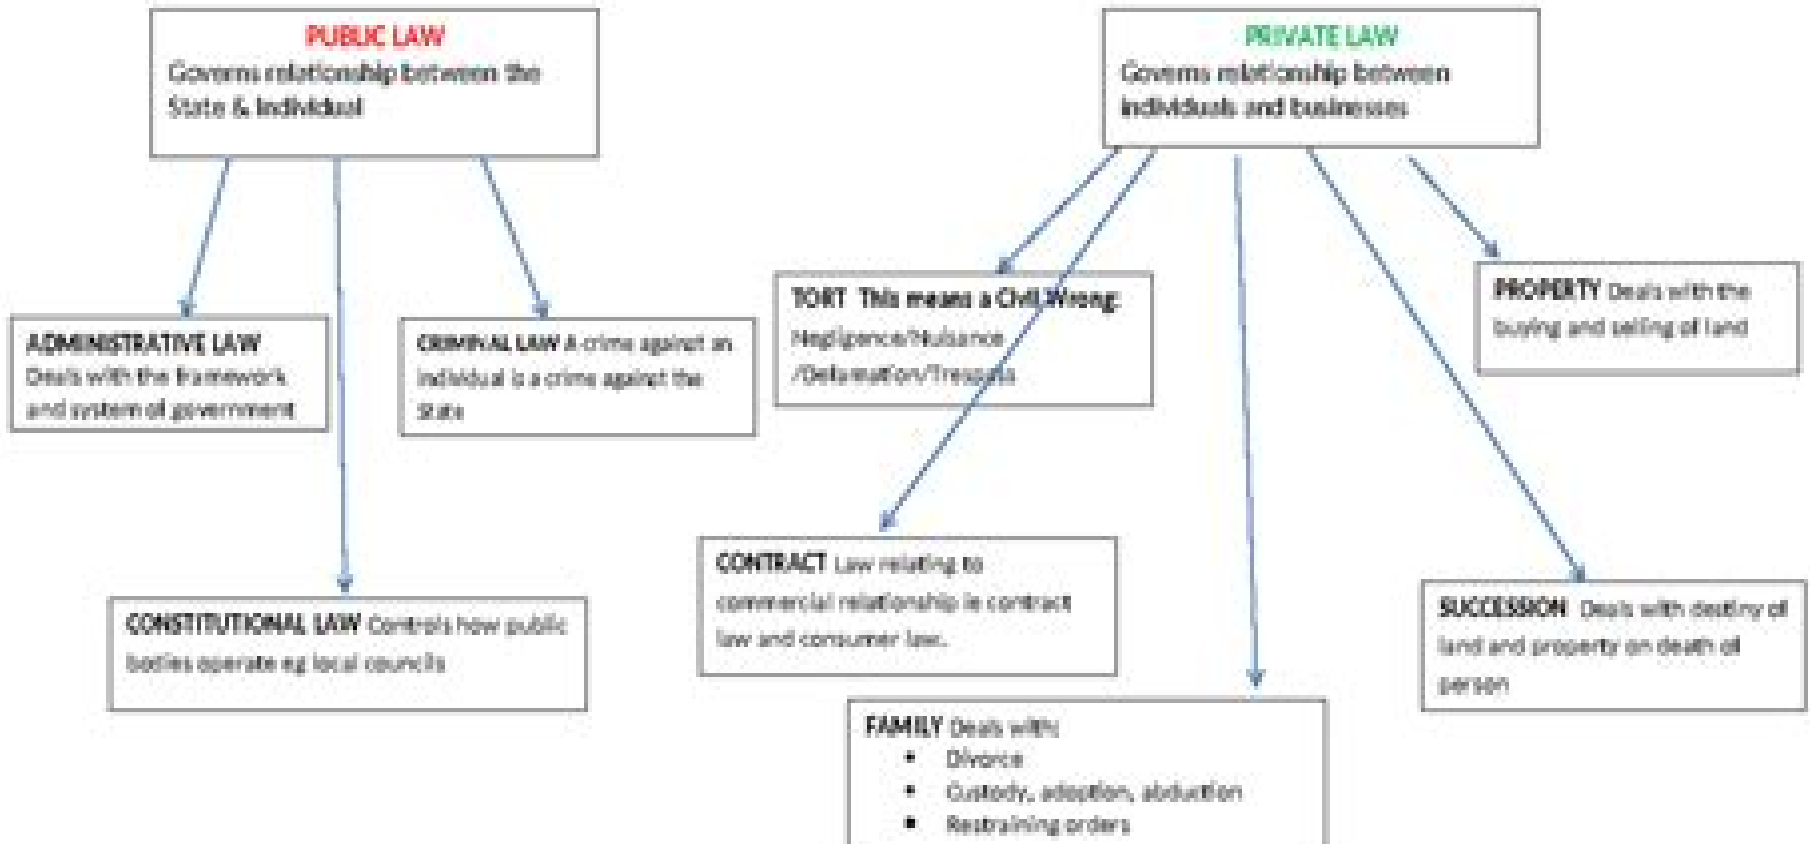 PUBLIC LAW
Governs relationship between the
State & Individual
PRIVATE LAW
Governs relationship between
individuals and businesses
ADMINISTRATIVE LAW
Deals with the framework
and system of government
CRIMINAL LAW A crime against an
individual is a crime against the
State
TORT This means a Civil Wrong:
Negligence/Nuisance
/Defamation/Trespass
PROPERTY Deals with the
buying and selling of land
CONSTITUTIONAL LAW Controls how public
bodies operate eg local councils
CONTRACT Law relating to
commercial relationship ie contract
law and consumer law.
SUCCESSION Deals with destiny of
land and property on death of
person
FAMILY Deals with:
• Divorce
• Custody, adoption, abduction
• Restraining orders